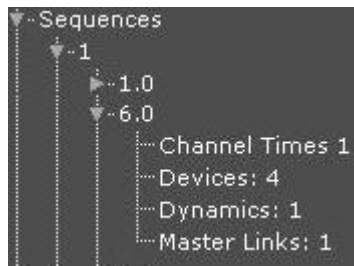 Sequences
1
1.0
6.0
Channel Times 1
Devices: 4
Dynamics: 1
Master Links: 1